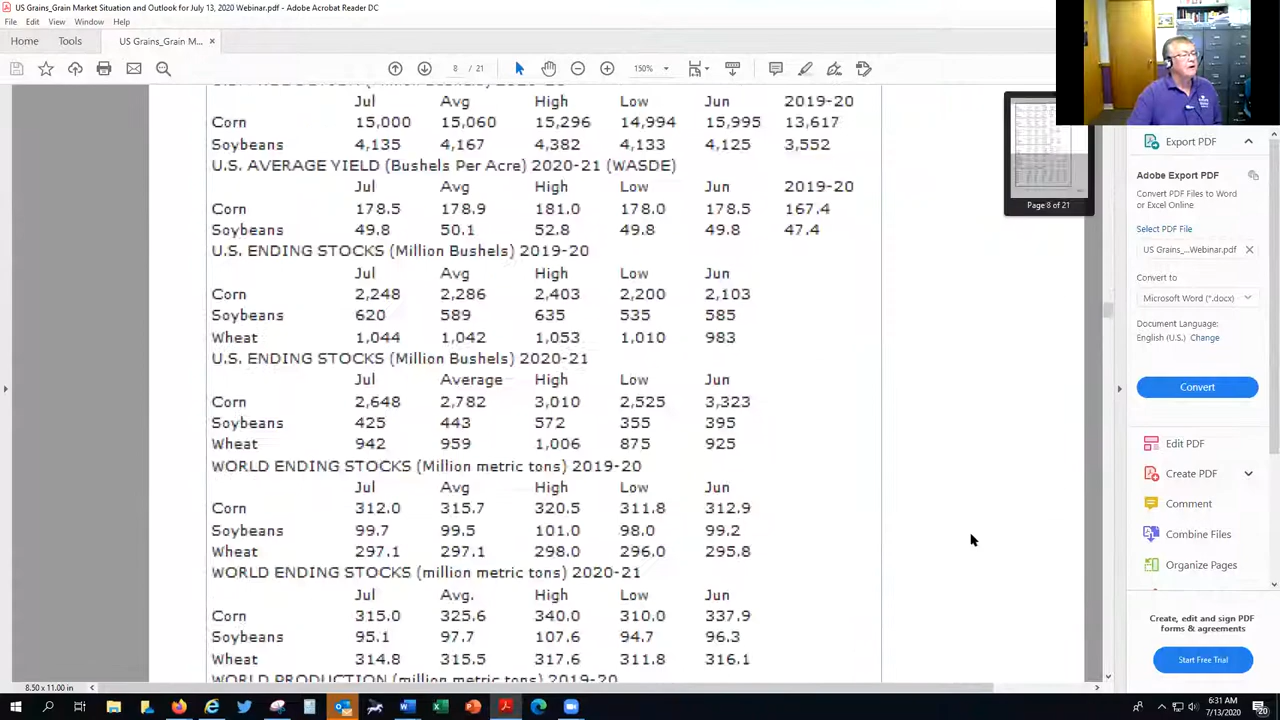 US Grains_Grain Market Situation and Outlook for July 13, 2020 Webinar.pdf - Adobe Acrobat Reader DC
File Edit View Window Help
Home Tools US Grains_Grain M... ×
8 / 21 150%
Jul Avg High Low Jun 2019-20
Corn 15,000 15,060 15,296 14,994 15,995 13,617
Soybeans 4,135 4,167 4,382 4,133 4,125 3,552
U.S. AVERAGE YIELD (Bushels Per Acre) 2020-21 (WASDE)
Jul Avg High Low Jun 2019-20
Corn 178.5 178.9 181.0 178.0 178.5 167.4
Soybeans 49.8 50.1 52.8 49.8 49.8 47.4
U.S. ENDING STOCKS (Million Bushels) 2019-20
Jul Avg High Low Jun
Corn 2,248 2,286 2,403 2,200 2,103
Soybeans 620 589 635 535 585
Wheat 1,044 1,042 1,053 1,010 983
U.S. ENDING STOCKS (Million Bushels) 2020-21
Jul Average High Low Jun
Corn 2,648 2,782 3,010 2,525 3,323
Soybeans 425 443 572 355 395
Wheat 942 959 1,006 875 925
WORLD ENDING STOCKS (Million metric tons) 2019-20
Jul Avg High Low Jun
Corn 312.0 315.7 320.5 311.8 312.9
Soybeans 99.7 99.5 101.0 98.0 99.2
Wheat 297.1 297.1 298.0 296.0 295.8
WORLD ENDING STOCKS (million metric tons) 2020-21
Jul Avg. High Low Jun
Corn 315.0 325.6 340.0 310.0 337.9
Soybeans 95.1 97.7 107.6 94.7 96.3
Wheat 314.8 315.5 317.6 311.8 316.1
WORLD PRODUCTION (million metric tons) 2019-20
Page 8 of 21
Export PDF
Adobe Export PDF
Convert PDF Files to Word
or Excel Online
Select PDF File
US Grains_...Webinar.pdf ×
Convert to
Microsoft Word (*.docx)
Document Language:
English (U.S.) Change
Convert
Edit PDF
Create PDF
Comment
Combine Files
Organize Pages
Create, edit and sign PDF
forms & agreements
Start Free Trial
8.50 x 11.00 in
6:31 AM
7/13/2020